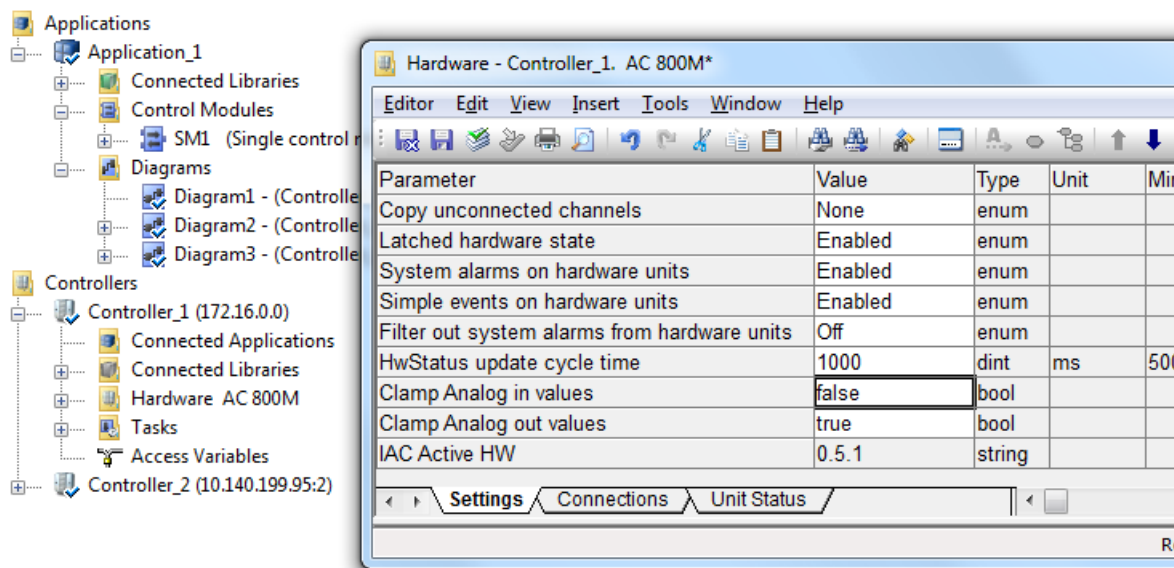 Applications
Application_1
Connected Libraries
Control Modules
SM1 (Single control
Diagrams
Diagram1 - (Controlle
Diagram2 - (Controlle
Diagram3 - (Controlle
Controllers
Controller_1 (172.16.0.0)
Connected Applications
Connected Libraries
Hardware AC 800M
Tasks
Access Variables
Controller_2 (10.140.199.95:2)
Hardware - Controller_1. AC 800M*
Editor Edit View Insert Tools Window Help
Parameter Value Type Unit Mi
Copy unconnected channels None enum
Latched hardware state Enabled enum
System alarms on hardware units Enabled enum
Simple events on hardware units Enabled enum
Filter out system alarms from hardware units Off enum
HwStatus update cycle time 1000 dint ms 500
Clamp Analog in values false bool
Clamp Analog out values true bool
IAC Active HW 0.5.1 string
Settings Connections Unit Status
R